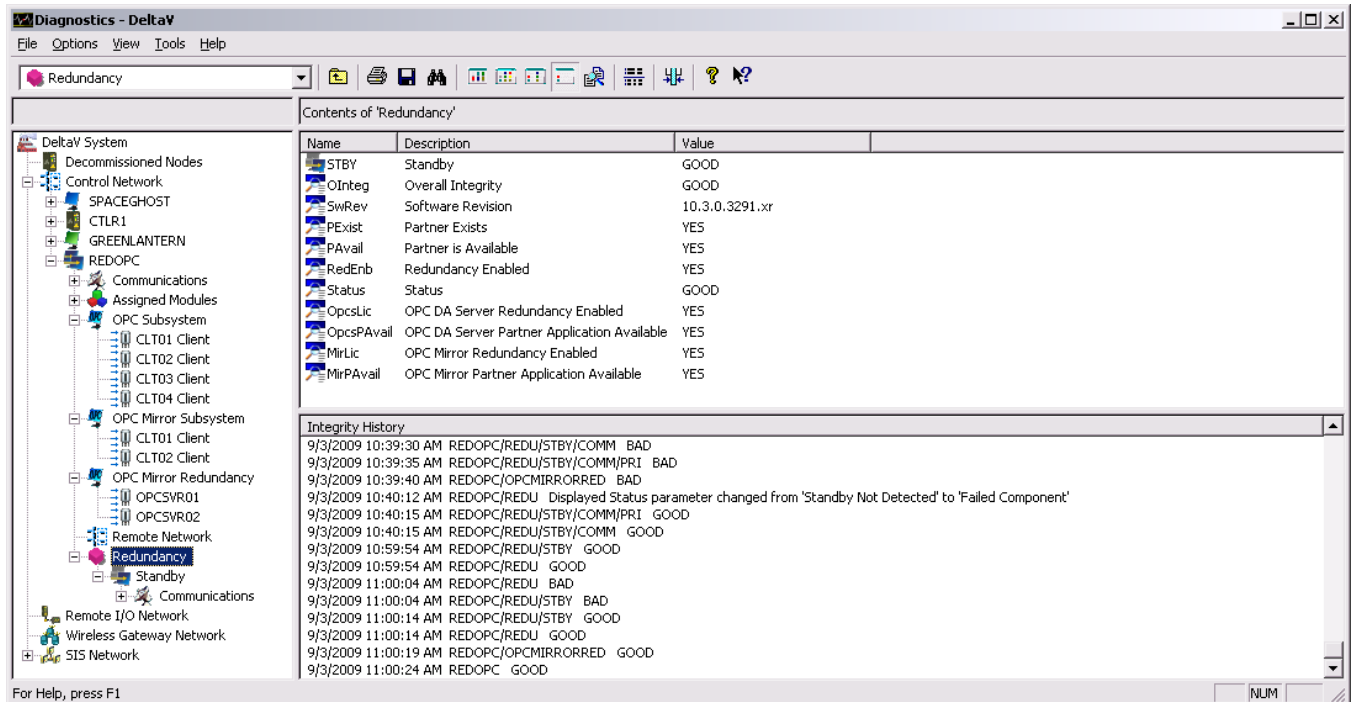 Diagnostics - DeltaV
File Options View Tools Help
Redundancy
Contents of 'Redundancy'
DeltaV System
Decommissioned Nodes
Control Network
SPACEGHOST
CTLR1
GREENLANTERN
REDOPC
Communications
Assigned Modules
OPC Subsystem
CLT01 Client
CLT02 Client
CLT03 Client
CLT04 Client
OPC Mirror Subsystem
CLT01 Client
CLT02 Client
OPC Mirror Redundancy
OPCSVR01
OPCSVR02
Remote Network
Redundancy
Standby
Communications
Remote I/O Network
Wireless Gateway Network
SIS Network
Name Description Value
STBY Standby GOOD
OInteg Overall Integrity GOOD
SwRev Software Revision 10.3.0.3291.xr
PExist Partner Exists YES
PAvail Partner is Available YES
RedEnb Redundancy Enabled YES
Status Status GOOD
OpcsLic OPC DA Server Redundancy Enabled YES
OpcsPAvail OPC DA Server Partner Application Available YES
MirLic OPC Mirror Redundancy Enabled YES
MirPAvail OPC Mirror Partner Application Available YES
Integrity History
9/3/2009 10:39:30 AM REDOPC/REDU/STBY/COMM BAD
9/3/2009 10:39:35 AM REDOPC/REDU/STBY/COMM/PRI BAD
9/3/2009 10:39:40 AM REDOPC/OPCMIRRORRED BAD
9/3/2009 10:40:12 AM REDOPC/REDU Displayed Status parameter changed from 'Standby Not Detected' to 'Failed Component'
9/3/2009 10:40:15 AM REDOPC/REDU/STBY/COMM/PRI GOOD
9/3/2009 10:40:15 AM REDOPC/REDU/STBY/COMM GOOD
9/3/2009 10:59:54 AM REDOPC/REDU/STBY GOOD
9/3/2009 10:59:54 AM REDOPC/REDU GOOD
9/3/2009 11:00:04 AM REDOPC/REDU BAD
9/3/2009 11:00:04 AM REDOPC/REDU/STBY BAD
9/3/2009 11:00:14 AM REDOPC/REDU/STBY GOOD
9/3/2009 11:00:14 AM REDOPC/REDU GOOD
9/3/2009 11:00:19 AM REDOPC/OPCMIRRORRED GOOD
9/3/2009 11:00:24 AM REDOPC GOOD
For Help, press F1
NUM